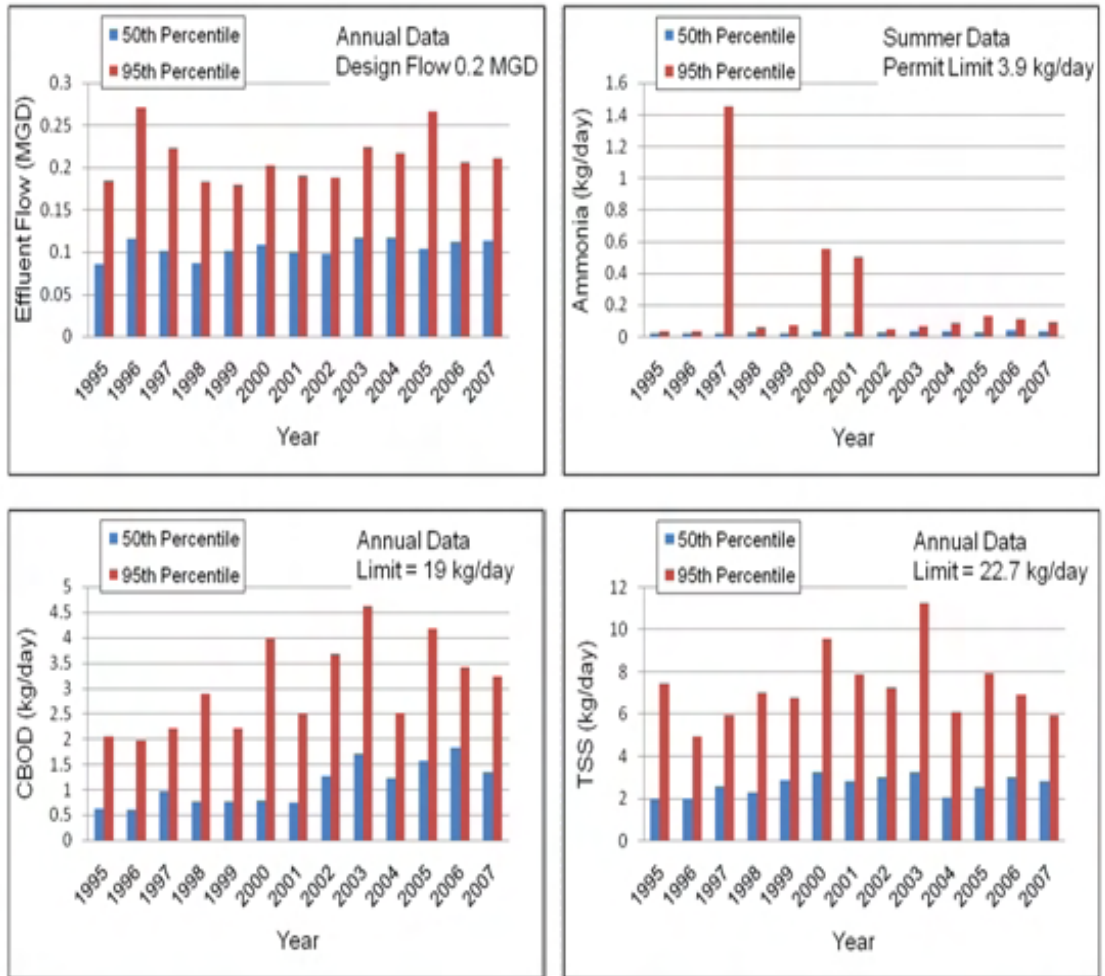 50th Percentile
95th Percentile
Annual Data
Design Flow 0.2 MGD
Effluent Flow (MGD)
0.3
0.25
0.2
0.15
0.1
0.05
0
1995 1996 1997 1998 1999 2000 2001 2002 2003 2004 2005 2006 2007
Year
50th Percentile
95th Percentile
Summer Data
Permit Limit 3.9 kg/day
Ammonia (kg/day)
1.6
1.4
1.2
1
0.8
0.6
0.4
0.2
0
1995 1996 1997 1998 1999 2000 2001 2002 2003 2004 2005 2006 2007
Year
50th Percentile
95th Percentile
Annual Data
Limit = 19 kg/day
CBOD (kg/day)
5
4.5
4
3.5
3
2.5
2
1.5
1
0.5
0
1995 1996 1997 1998 1999 2000 2001 2002 2003 2004 2005 2006 2007
Year
50th Percentile
95th Percentile
Annual Data
Limit = 22.7 kg/day
TSS (kg/day)
12
10
8
6
4
2
0
1995 1996 1997 1998 1999 2000 2001 2002 2003 2004 2005 2006 2007
Year